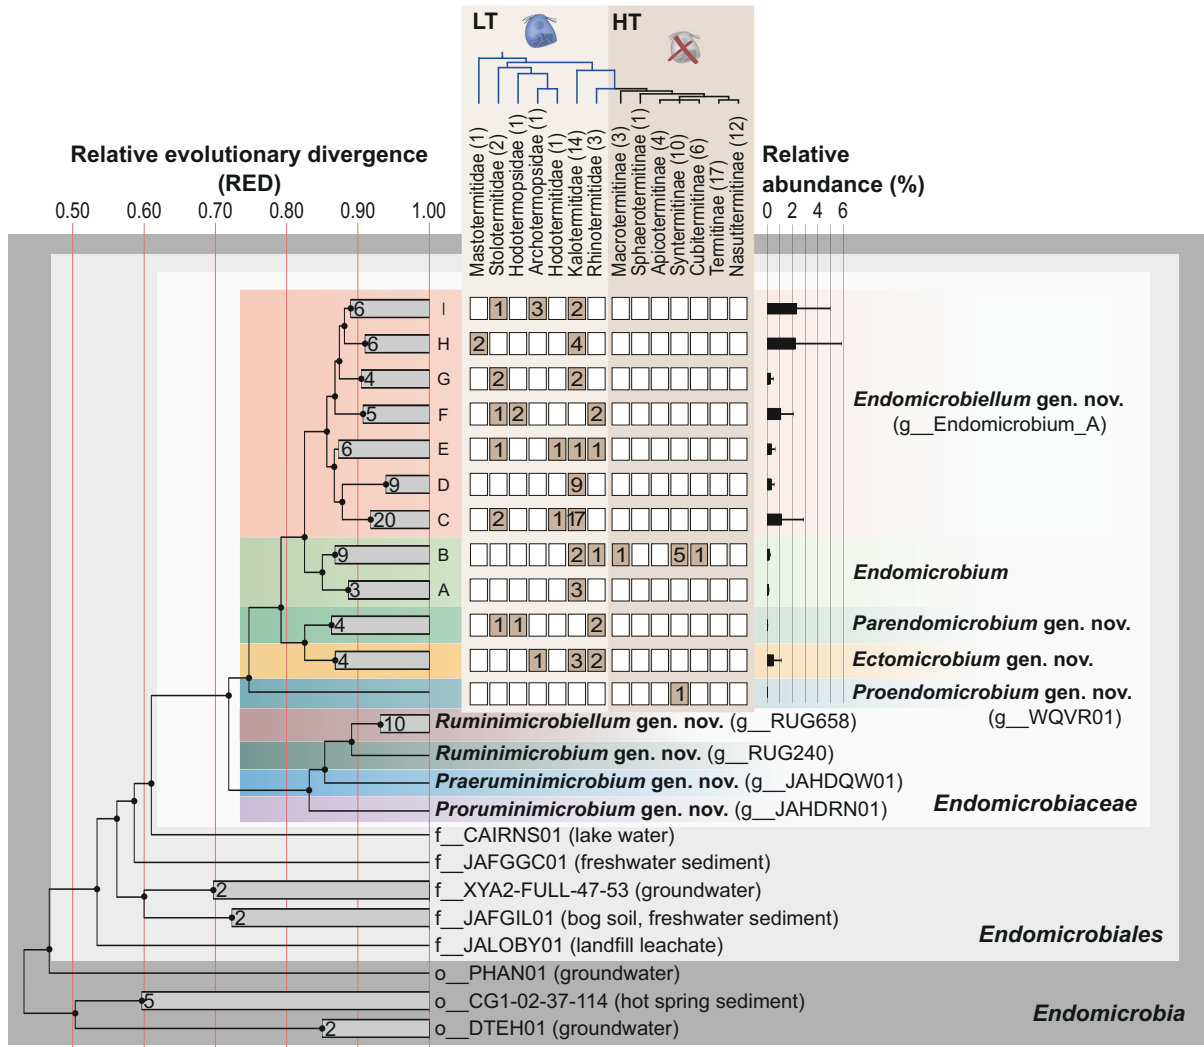 LT HT
Relative evolutionary divergence
(RED)
0.50 0.60 0.70 0.80 0.90 1.00
Mastotermitidae (1)
Stolotermitidae (2)
Hodotermopsidae (1)
Archotermopsidae (1)
Hodotermitidae (1)
Kalotermitidae (14)
Rhinotermitidae (3)
Macrotermitinae (3)
Sphaerotermitinae (1)
Apicotermitinae (4)
Syntermitinae (10)
Cubitermitinae (6)
Termitinae (17)
Nasutitermitinae (12)
Relative
abundance (%)
0 2 4 6
6 I 1 3 2
6 H 2 4
4 G 2 2
5 F 1 2 2
6 E 1 1 1 1
9 D 9
20 C 2 1 17
9 B 2 1 1 5 1
3 A 3
4 1 1 2
4 1 3 2
1
Endomicrobiellum gen. nov.
(g__Endomicrobium_A)
Endomicrobium
Parendomicrobium gen. nov.
Ectomicrobium gen. nov.
Proendomicrobium gen. nov.
(g__WQVR01)
10 Ruminimicrobiellum gen. nov. (g__RUG658)
Ruminimicrobium gen. nov. (g__RUG240)
Praeruminimicrobium gen. nov. (g__JAHDQW01)
Proruminimicrobium gen. nov. (g__JAHDRN01)
Endomicrobiaceae
f__CAIRNS01 (lake water)
f__JAFGGC01 (freshwater sediment)
2 f__XYA2-FULL-47-53 (groundwater)
2 f__JAFGIL01 (bog soil, freshwater sediment)
f__JALOBY01 (landfill leachate)
Endomicrobiales
o__PHAN01 (groundwater)
5 o__CG1-02-37-114 (hot spring sediment)
2 o__DTEH01 (groundwater)
Endomicrobia